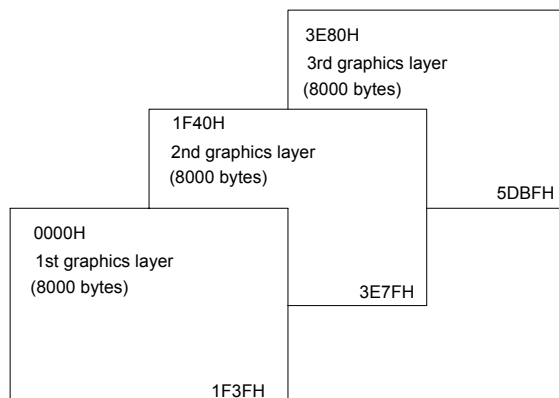 3E80H
3rd graphics layer
(8000 bytes)
1F40H
2nd graphics layer
(8000 bytes)
5DBFH
0000H
1st graphics layer
(8000 bytes)
3E7FH
1F3FH